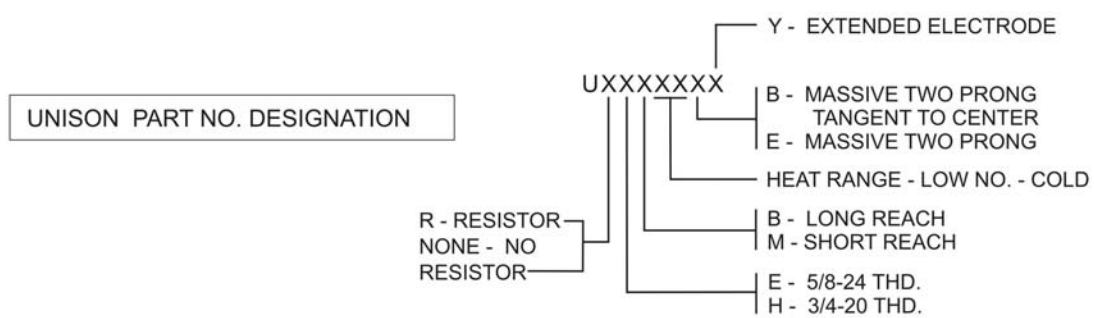 Y - EXTENDED ELECTRODE
UXXXXXXX
UNISON PART NO. DESIGNATION
B - MASSIVE TWO PRONG
TANGENT TO CENTER
E - MASSIVE TWO PRONG
HEAT RANGE - LOW NO. - COLD
R - RESISTOR
NONE - NO
RESISTOR
B - LONG REACH
M - SHORT REACH
E - 5/8-24 THD.
H - 3/4-20 THD.